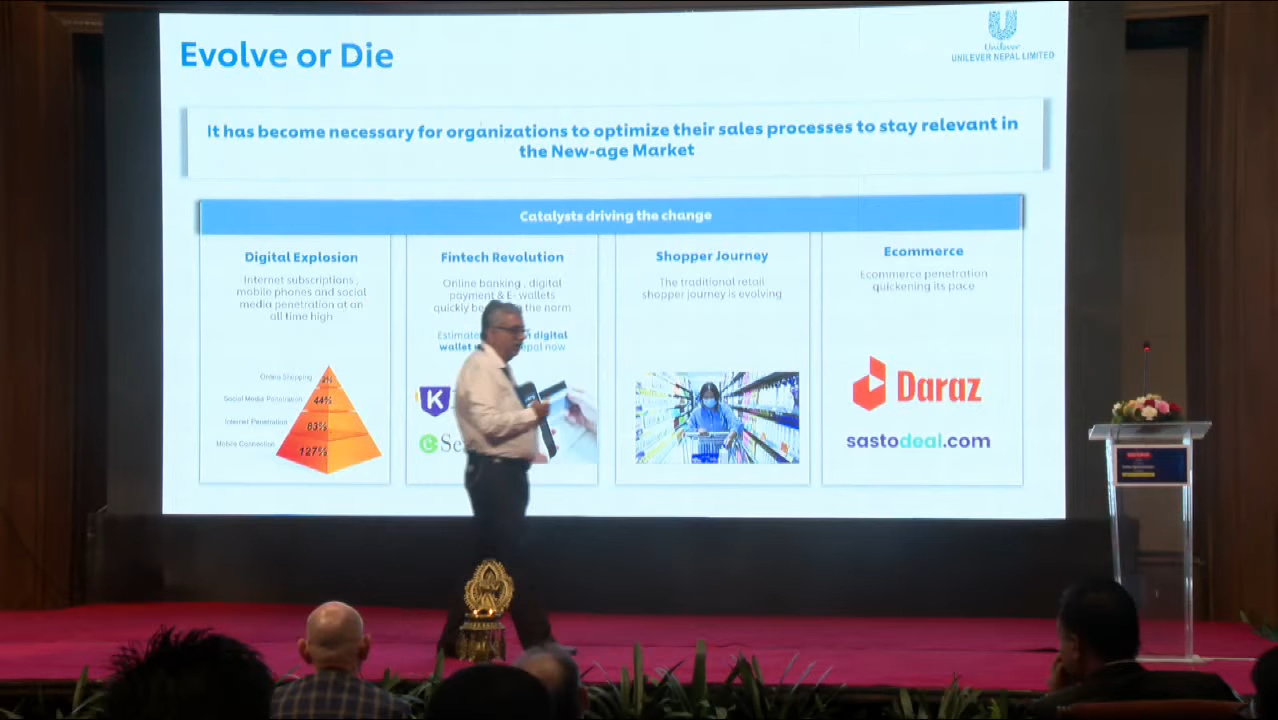 Evolve or Die
Unilever
UNILEVER NEPAL LIMITED
It has become necessary for organizations to optimize their sales processes to stay relevant in
the New-age Market
Catalysts driving the change
Digital Explosion
Internet subscriptions ,
mobile phones and social
media penetration at an
all time high
Online Shopping 3%
Social Media Penetration 44%
Internet Penetration 83%
Mobile Connection 127%
Fintech Revolution
Online banking , digital
payment & E- wallets
quickly the norm
digital
wallet now
K
Shopper Journey
The traditional retail
shopper journey is evolving
Ecommerce
Ecommerce penetration
quickening its pace
Daraz
sastodeal.com